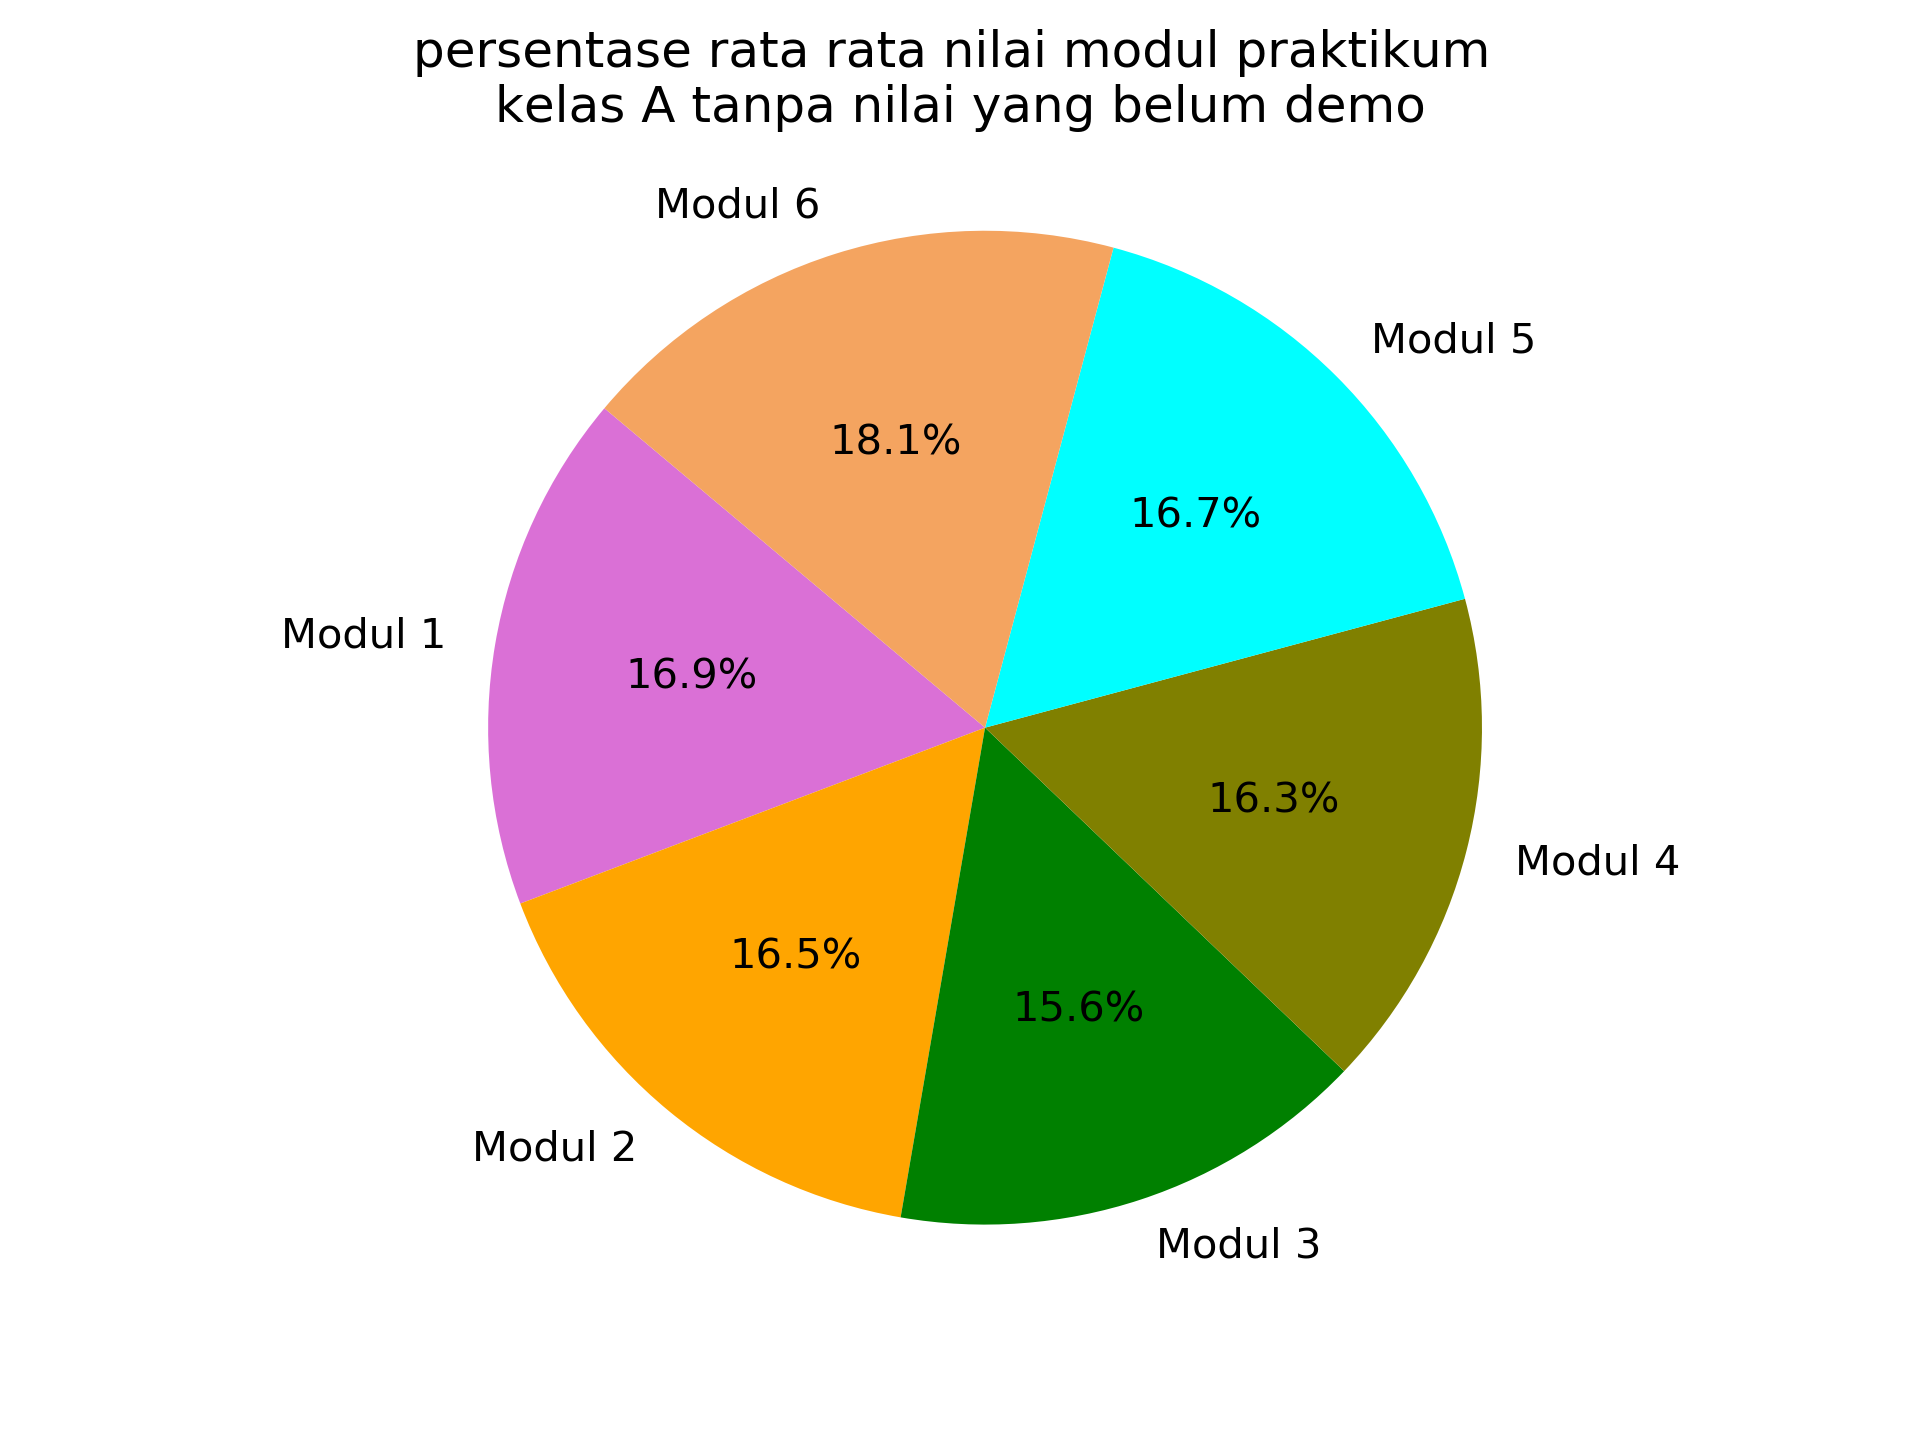 persentase rata rata nilai modul praktikum
kelas A tanpa nilai yang belum demo
Modul 6
Modul 5
18.1%
16.7%
Modul 1
16.9%
16.3%
Modul 4
16.5%
15.6%
Modul 2
Modul 3